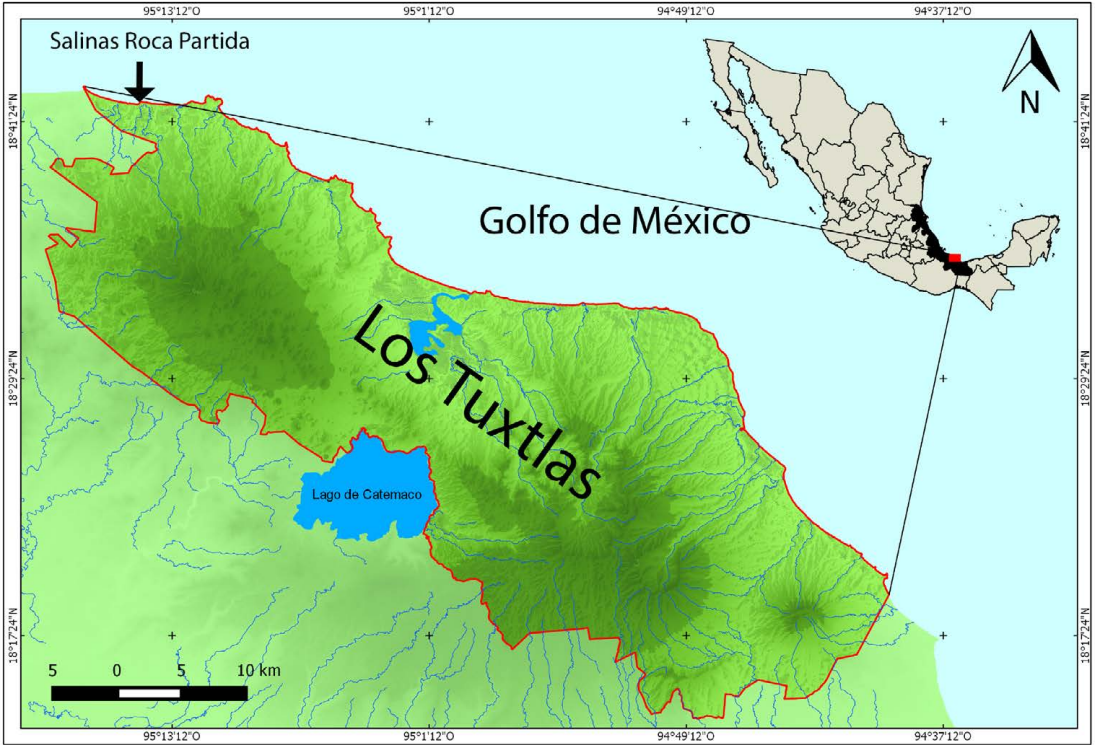 95°13'12"O 95°1'12"O 94°49'12"O 94°37'12"O
Salinas Roca Partida
N
18°41'24"N 18°41'24"N
Golfo de México
Los Tuxtlas
18°29'24"N 18°29'24"N
Lago de Catemaco
18°17'24"N 18°17'24"N
5 0 5 10 km
95°13'12"O 95°1'12"O 94°49'12"O 94°37'12"O